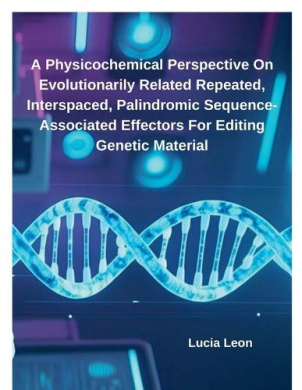 A Physicochemical Perspective On
Evolutionarily Related Repeated,
Interspaced, Palindromic Sequence-
Associated Effectors For Editing
Genetic Material
Lucia Leon